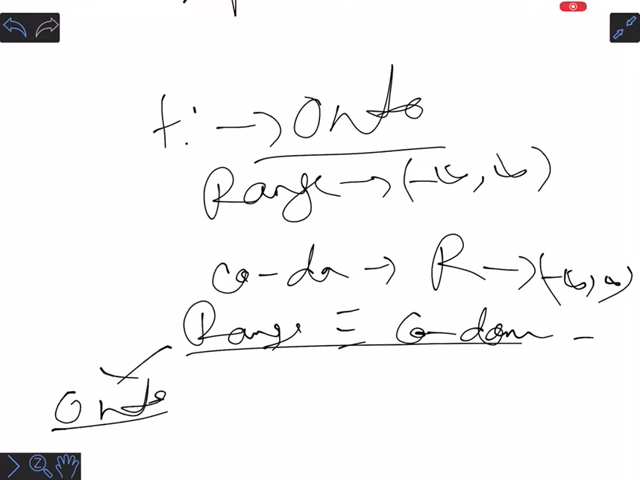 f: → Onto
Range → (-∞, ∞)
co-do → R → (-∞, ∞)
Range = Co-dom -
Onto